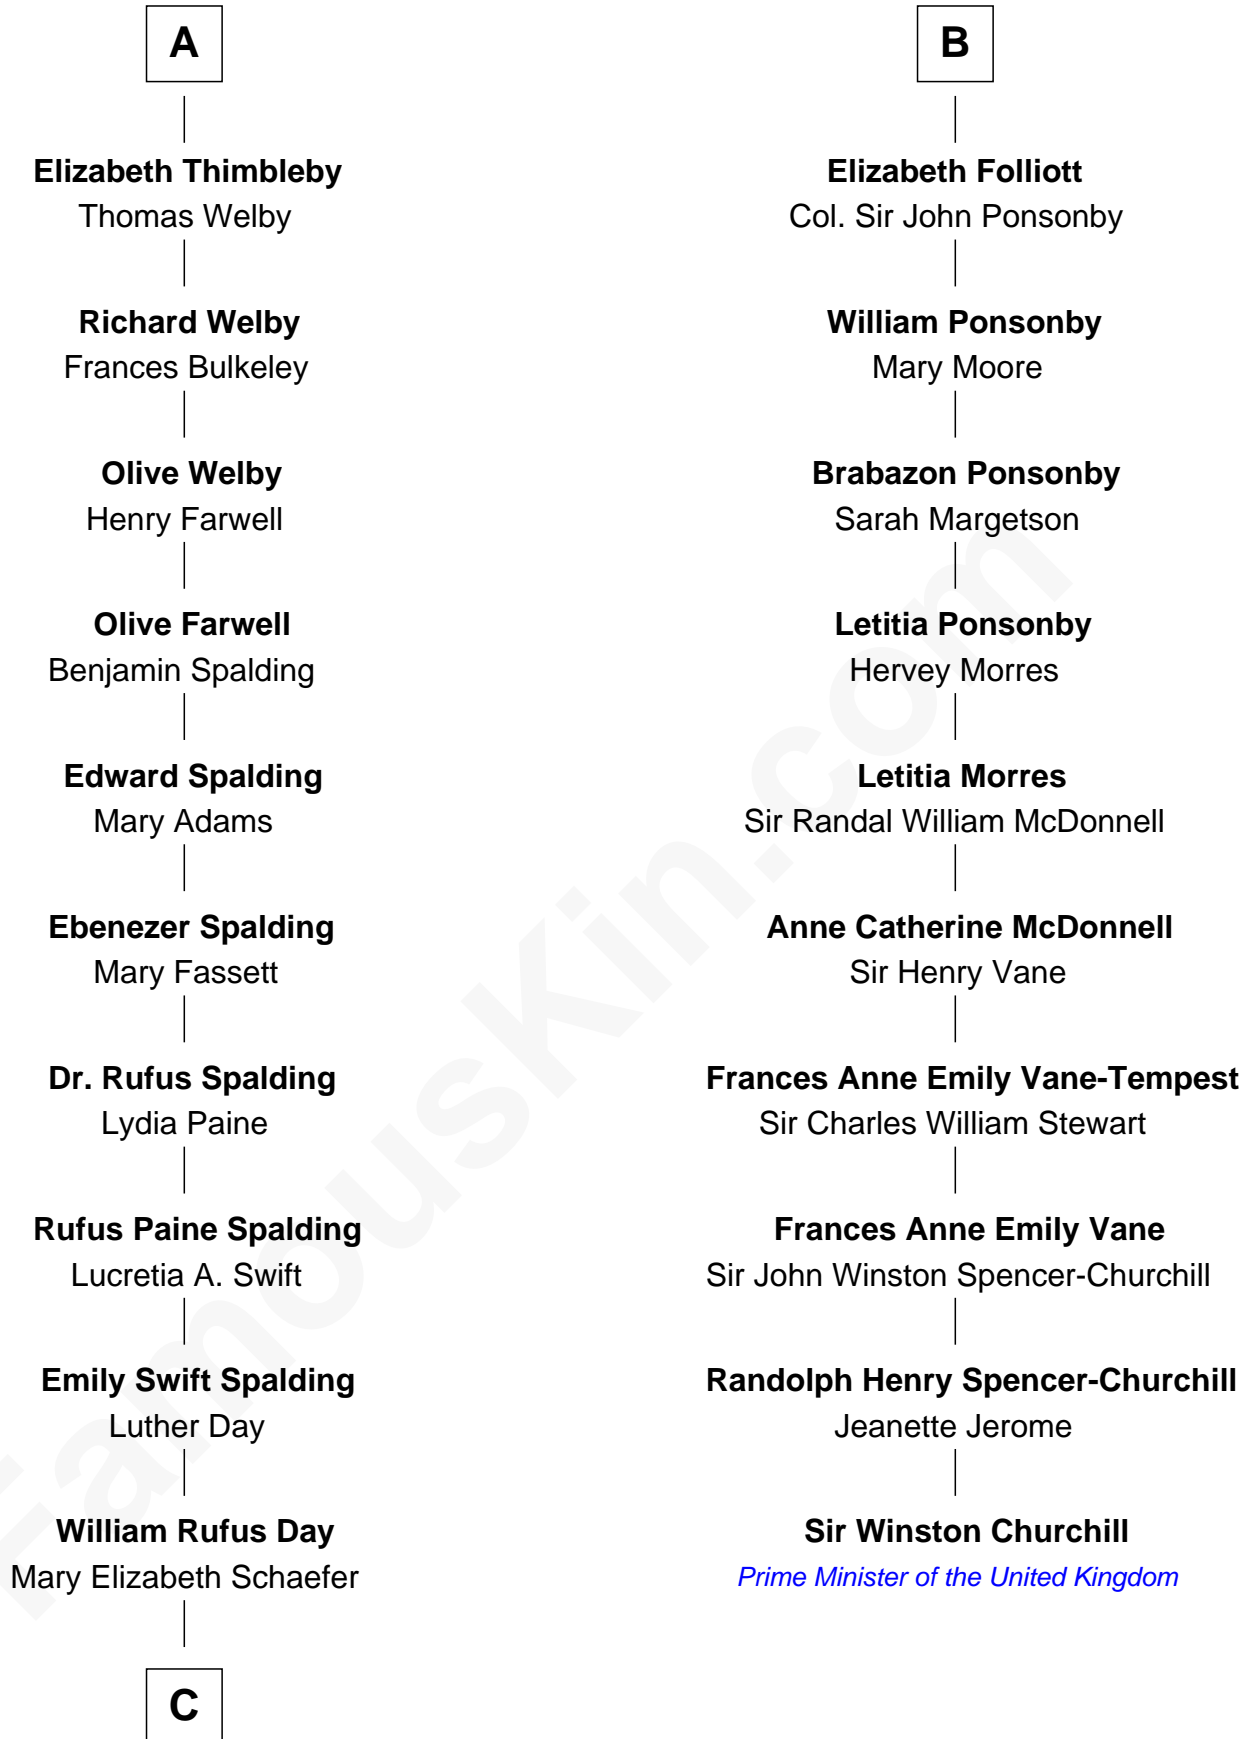 A
Elizabeth Thimbleby
Thomas Welby
Richard Welby
Frances Bulkeley
Olive Welby
Henry Farwell
Olive Farwell
Benjamin Spalding
Edward Spalding
Mary Adams
Ebenezer Spalding
Mary Fassett
Dr. Rufus Spalding
Lydia Paine
Rufus Paine Spalding
Lucretia A. Swift
Emily Swift Spalding
Luther Day
William Rufus Day
Mary Elizabeth Schaefer
C
B
Elizabeth Folliott
Col. Sir John Ponsonby
William Ponsonby
Mary Moore
Brabazon Ponsonby
Sarah Margetson
Letitia Ponsonby
Hervey Morres
Letitia Morres
Sir Randal William McDonnell
Anne Catherine McDonnell
Sir Henry Vane
Frances Anne Emily Vane-Tempest
Sir Charles William Stewart
Frances Anne Emily Vane
Sir John Winston Spencer-Churchill
Randolph Henry Spencer-Churchill
Jeanette Jerome
Sir Winston Churchill
Prime Minister of the United Kingdom
FamousKin.com